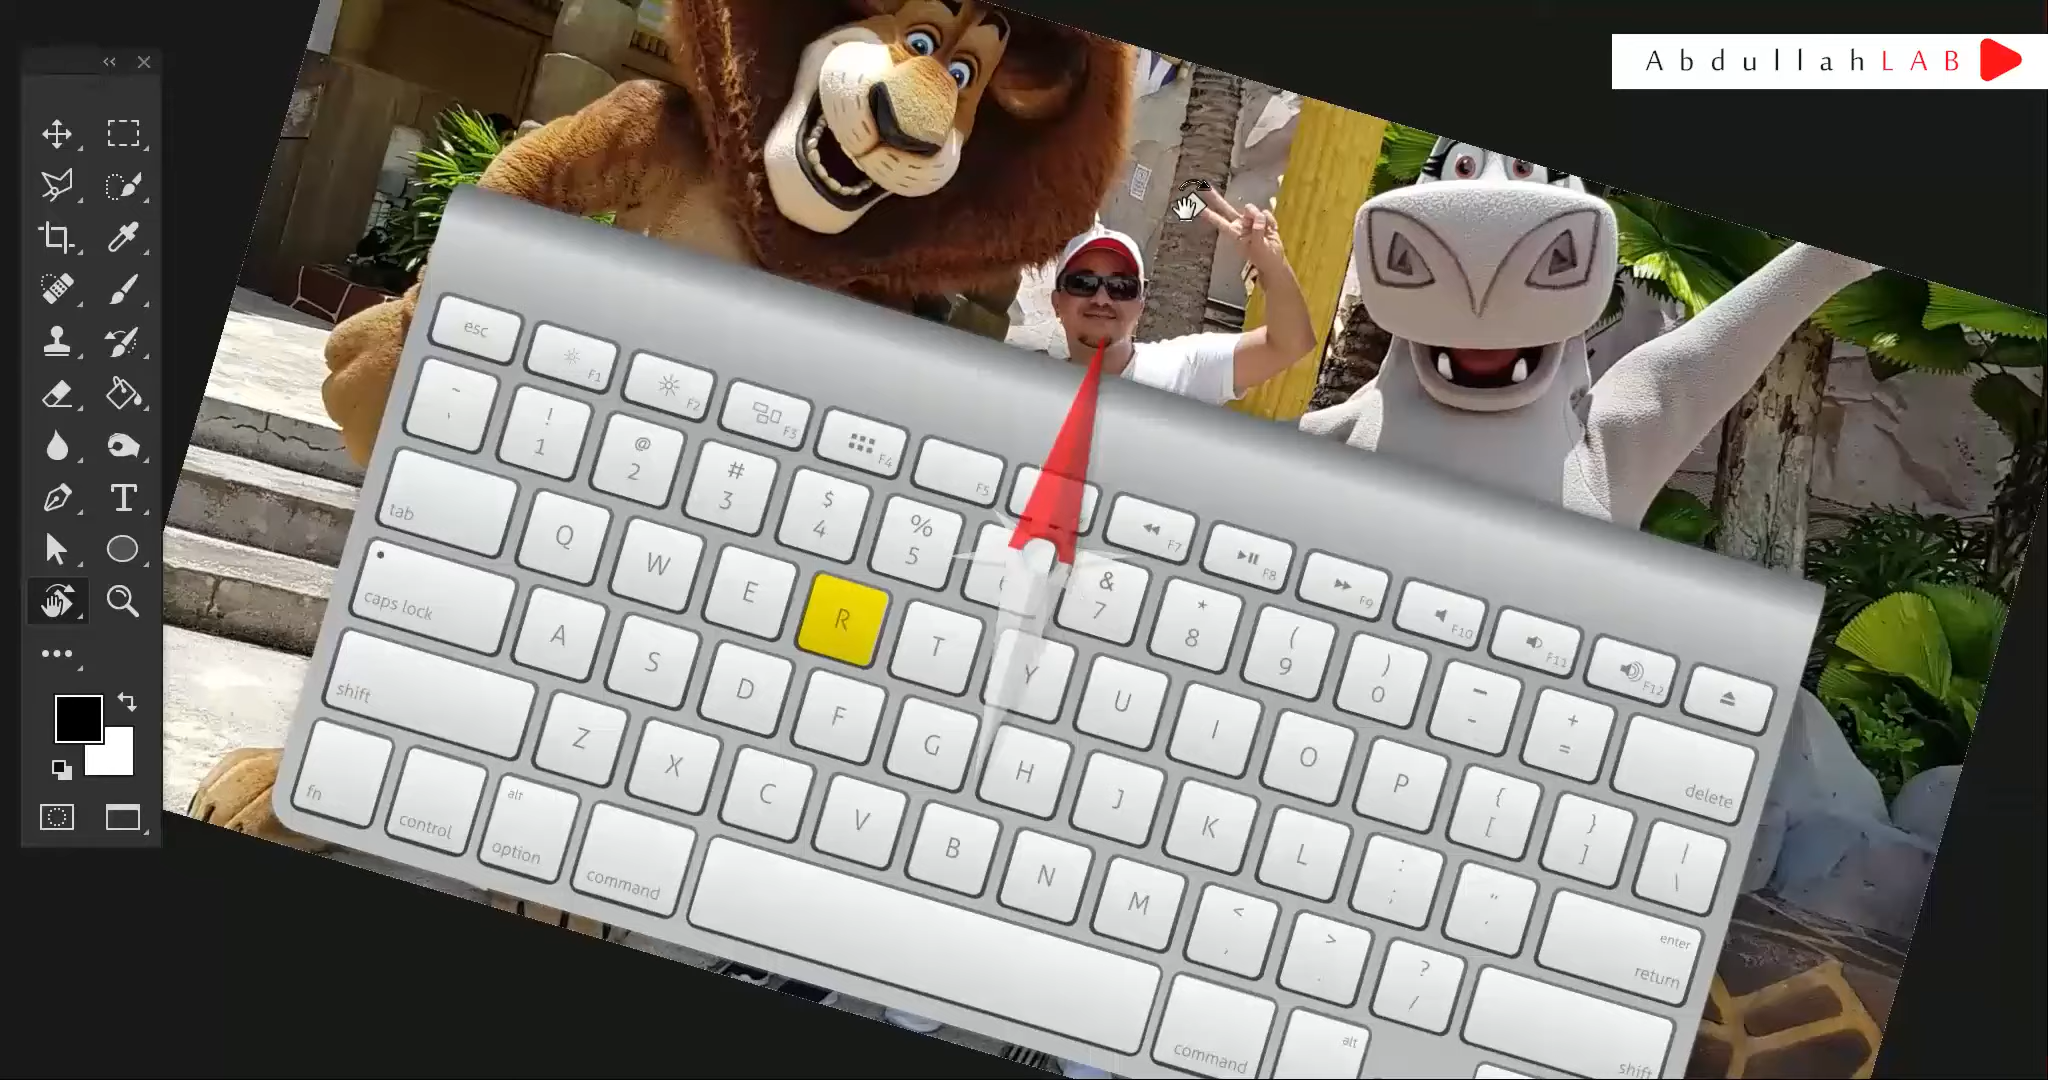 AbdullahLAB
esc
F1
F2
F3
F4
F5
F7
F8
F9
F10
F11
F12
! 1
@ 2
# 3
$ 4
% 5
& 7
* 8
( 9
) 0
-
+ =
delete
tab
Q W E R T Y U I O P { [ } ] | \
caps lock
A S D F G H J K L : ; "
enter
return
shift
Z X C V B N M < , > . ? /
shift
fn
control
alt
option
command
command
alt
T